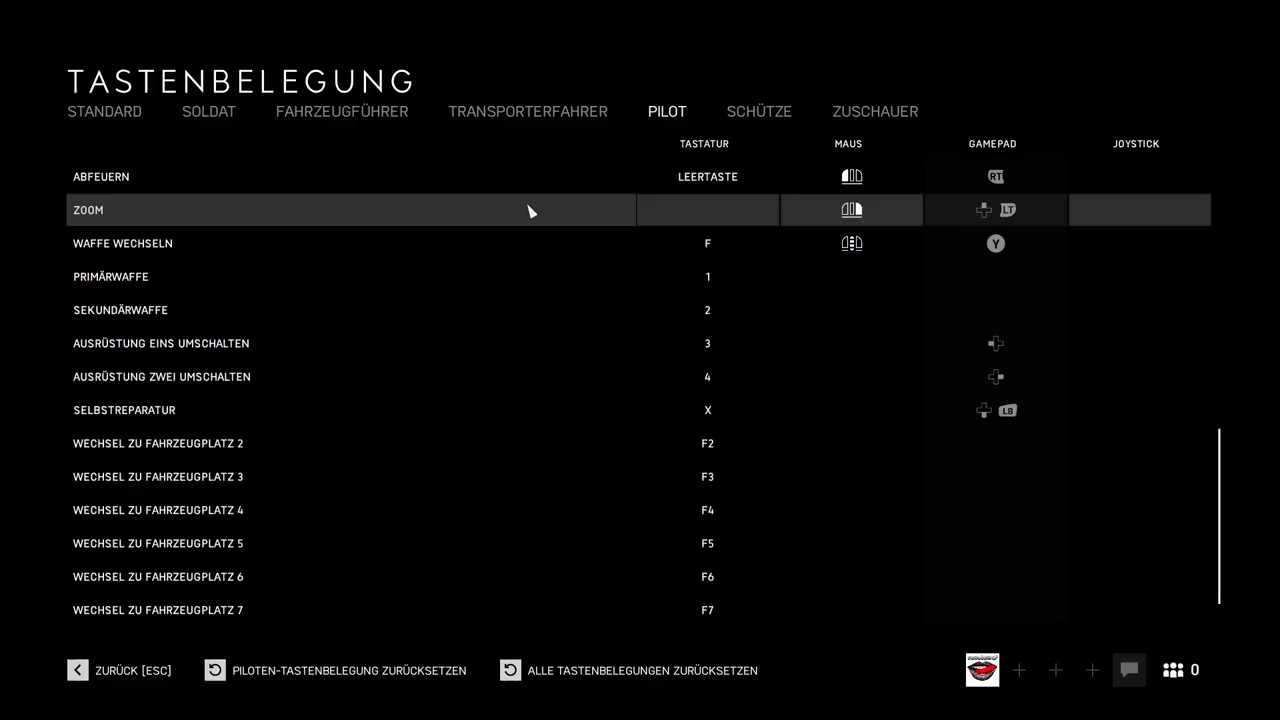 TASTENBELEGUNG
STANDARD SOLDAT FAHRZEUGFÜHRER TRANSPORTERFAHRER PILOT SCHÜTZE ZUSCHAUER
TASTATUR MAUS GAMEPAD JOYSTICK
ABFEUERN LEERTASTE RT
ZOOM LT
WAFFE WECHSELN F Y
PRIMÄRWAFFE 1
SEKUNDÄRWAFFE 2
AUSRÜSTUNG EINS UMSCHALTEN 3
AUSRÜSTUNG ZWEI UMSCHALTEN 4
SELBSTREPARATUR X LB
WECHSEL ZU FAHRZEUGPLATZ 2 F2
WECHSEL ZU FAHRZEUGPLATZ 3 F3
WECHSEL ZU FAHRZEUGPLATZ 4 F4
WECHSEL ZU FAHRZEUGPLATZ 5 F5
WECHSEL ZU FAHRZEUGPLATZ 6 F6
WECHSEL ZU FAHRZEUGPLATZ 7 F7
ZURÜCK [ESC] PILOTEN-TASTENBELEGUNG ZURÜCKSETZEN ALLE TASTENBELEGUNGEN ZURÜCKSETZEN 0